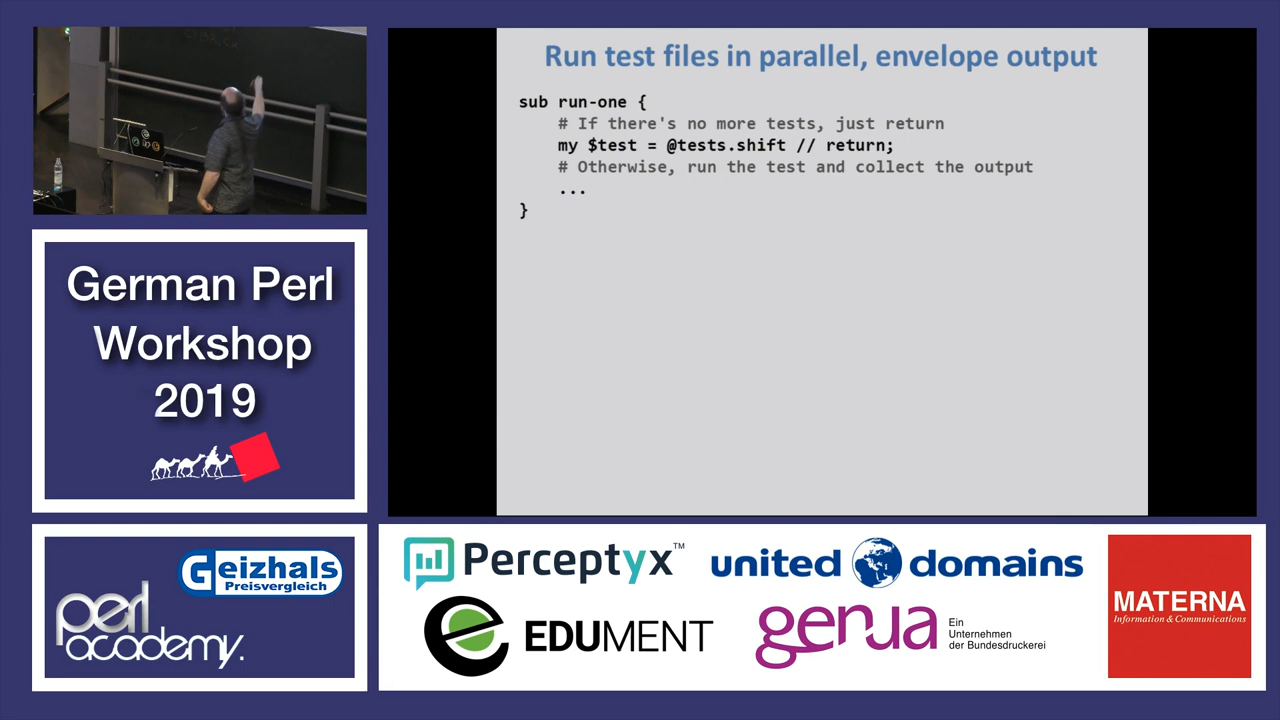 Run test files in parallel, envelope output
sub run-one {
# If there's no more tests, just return
my $test = @tests.shift // return;
# Otherwise, run the test and collect the output
...
}
German Perl
Workshop
2019
Geizhals
Preisvergleich
perl
academy.
Perceptyx™
united domains
EDUMENT
genua
Ein
Unternehmen
der Bundesdruckerei
MATERNA
Information & Communications